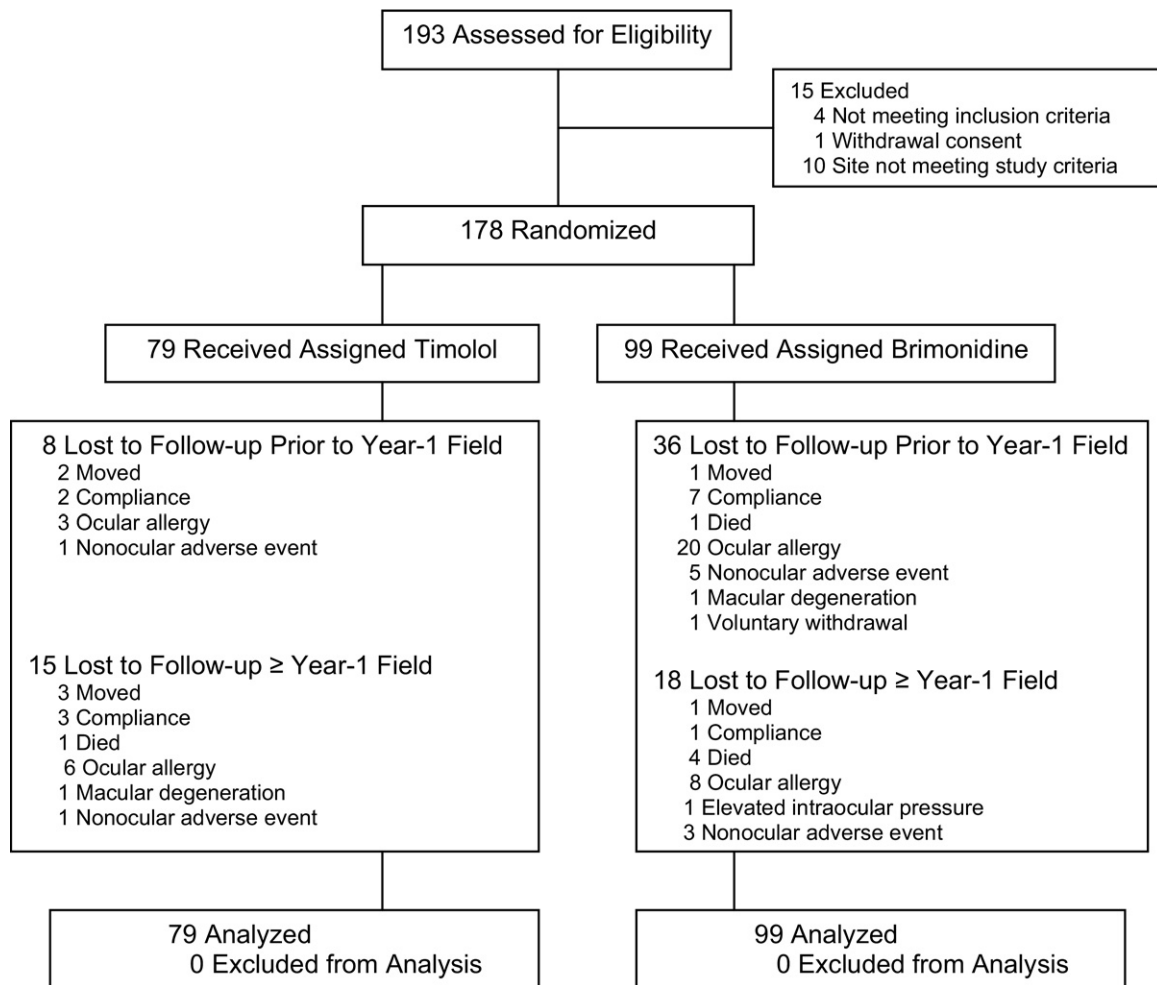 193 Assessed for Eligibility
15 Excluded
4 Not meeting inclusion criteria
1 Withdrawal consent
10 Site not meeting study criteria
178 Randomized
79 Received Assigned Timolol
99 Received Assigned Brimonidine
8 Lost to Follow-up Prior to Year-1 Field
2 Moved
2 Compliance
3 Ocular allergy
1 Nonocular adverse event
15 Lost to Follow-up ≥ Year-1 Field
3 Moved
3 Compliance
1 Died
6 Ocular allergy
1 Macular degeneration
1 Nonocular adverse event
36 Lost to Follow-up Prior to Year-1 Field
1 Moved
7 Compliance
1 Died
20 Ocular allergy
5 Nonocular adverse event
1 Macular degeneration
1 Voluntary withdrawal
18 Lost to Follow-up ≥ Year-1 Field
1 Moved
1 Compliance
4 Died
8 Ocular allergy
1 Elevated intraocular pressure
3 Nonocular adverse event
79 Analyzed
0 Excluded from Analysis
99 Analyzed
0 Excluded from Analysis